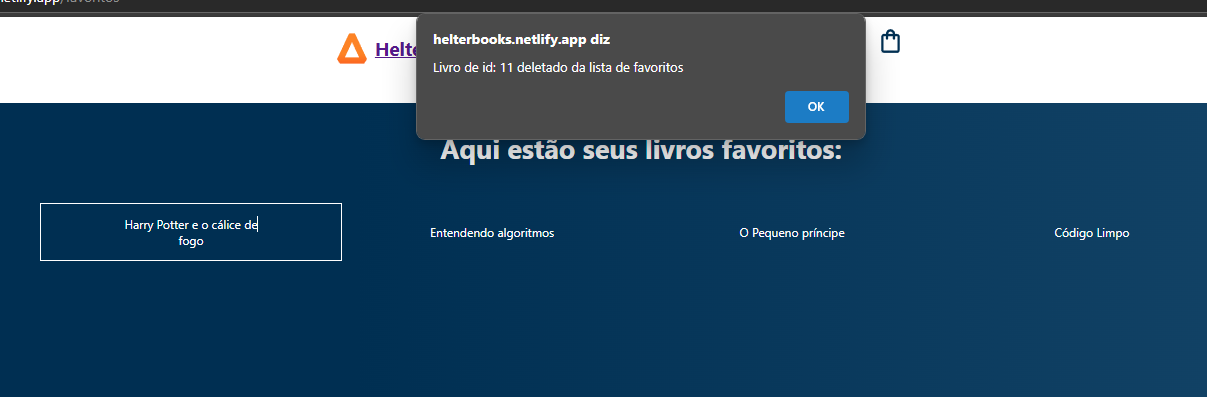 netlify.app/favoritos
helterbooks.netlify.app diz
Livro de id: 11 deletado da lista de favoritos
OK
Helte
Aqui estão seus livros favoritos:
Harry Potter e o cálice de
fogo
Entendendo algoritmos
O Pequeno príncipe
Código Limpo